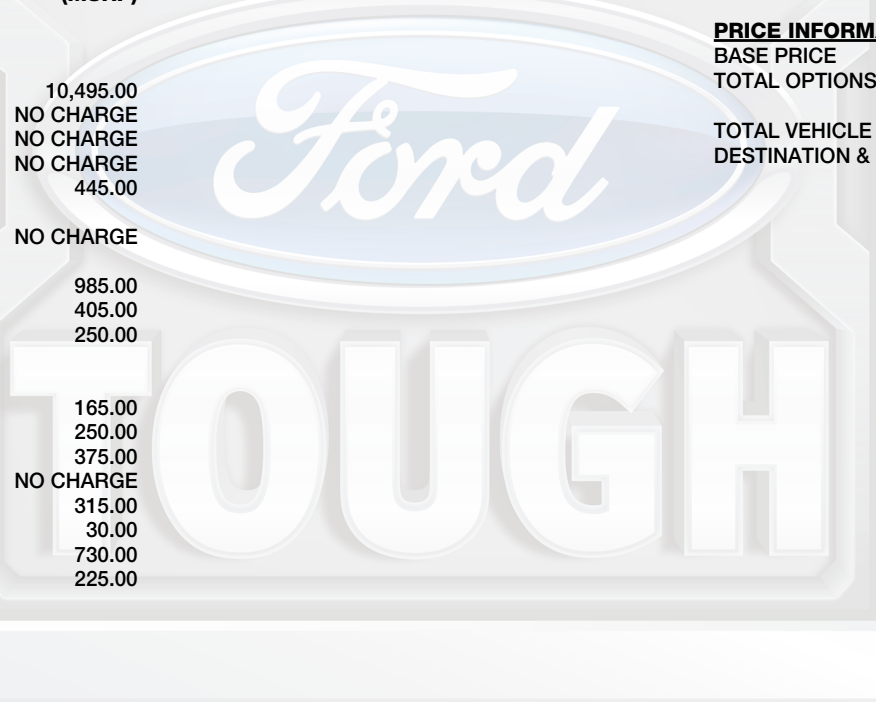 (MSRP)
10,495.00
NO CHARGE
NO CHARGE
NO CHARGE
445.00
NO CHARGE
985.00
405.00
250.00
165.00
250.00
375.00
NO CHARGE
315.00
30.00
730.00
225.00
PRICE INFORMA
BASE PRICE
TOTAL OPTIONS
TOTAL VEHICLE
DESTINATION &
Ford
TOUGH